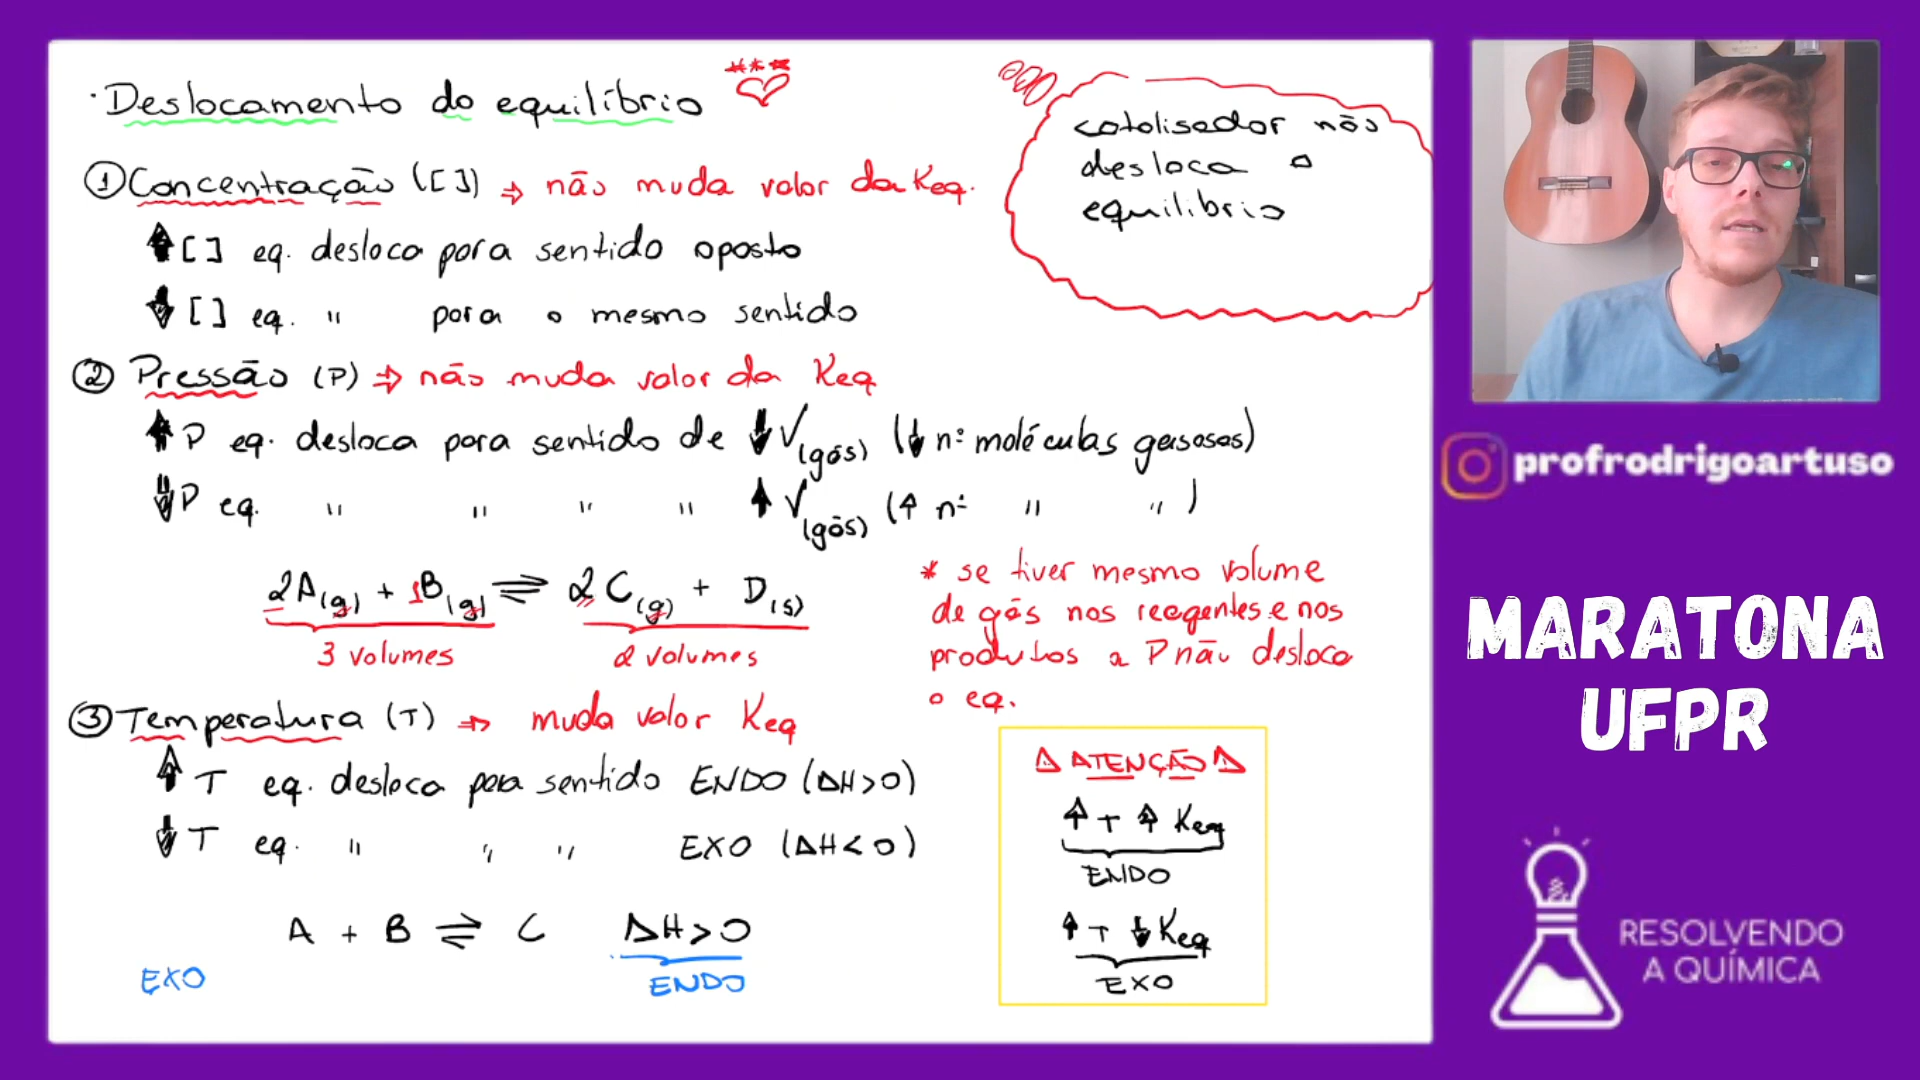 · Deslocamento do equilíbrio ***
① Concentração ([ ]) ⇒ não muda valor da Keq.
↑ [ ] eq. desloca para sentido oposto
↓ [ ] eq. " para o mesmo sentido
② Pressão (P) ⇒ não muda valor da Keq
↑ P eq. desloca para sentido de ↓ V(gás) (↓ nº moléculas gasosas)
↓ P eq. " " " " ↑ V(gás) (↑ nº " ")
2A(g) + 1B(g) ⇌ 2C(g) + D(s)
3 volumes 2 volumes
* se tiver mesmo volume
de gás nos reagentes e nos
produtos a P não desloca
o eq.
③ Temperatura (T) ⇒ muda valor Keq
↑ T eq. desloca para sentido ENDO (ΔH>0)
↓ T eq. " " " EXO (ΔH<0)
A + B ⇌ C ΔH>0
EXO ENDO
catalisador não
desloca o
equilibrio
⚠ ATENÇÃO ⚠
↑ T ↑ Keq
ENDO
↑ T ↓ Keq
EXO
profrodrigoartuso
MARATONA
UFPR
RESOLVENDO
A QUÍMICA